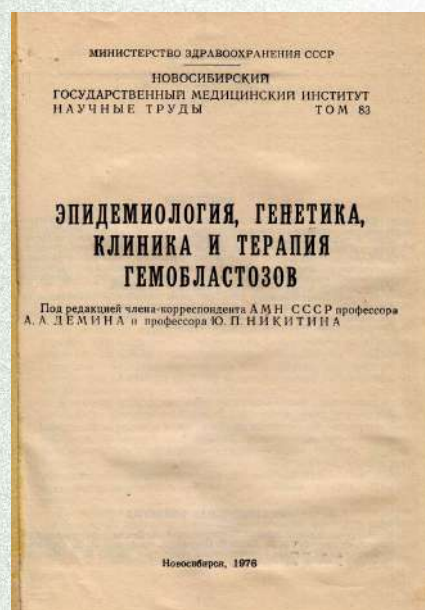 МИНИСТЕРСТВО ЗДРАВООХРАНЕНИЯ СССР
НОВОСИБИРСКИЙ
ГОСУДАРСТВЕННЫЙ МЕДИЦИНСКИЙ ИНСТИТУТ
НАУЧНЫЕ ТРУДЫ ТОМ 83
ЭПИДЕМИОЛОГИЯ, ГЕНЕТИКА,
КЛИНИКА И ТЕРАПИЯ
ГЕМОБЛАСТОЗОВ
Под редакцией члена-корреспондента АМН СССР профессора
А. А. ДЕМИНА и профессора Ю. П. НИКИТИНА
Новосибирск, 1976